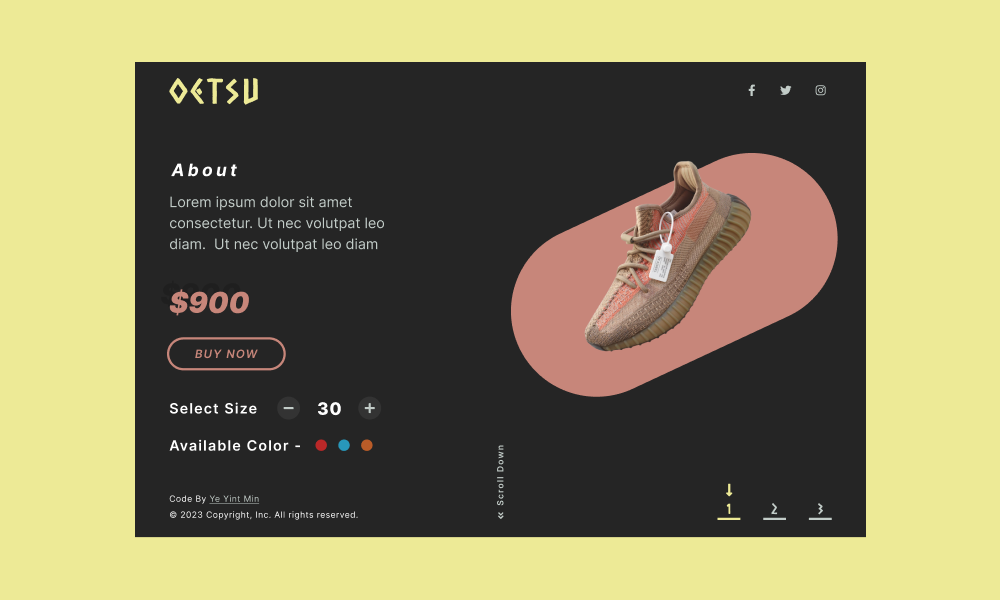 OETSU
About
Lorem ipsum dolor sit amet
consectetur. Ut nec volutpat leo
diam.  Ut nec volutpat leo diam
$900
BUY NOW
Select Size − 30 +
Available Color -
Code By Ye Yint Min
© 2023 Copyright, Inc. All rights reserved.
Scroll Down
1 2 3